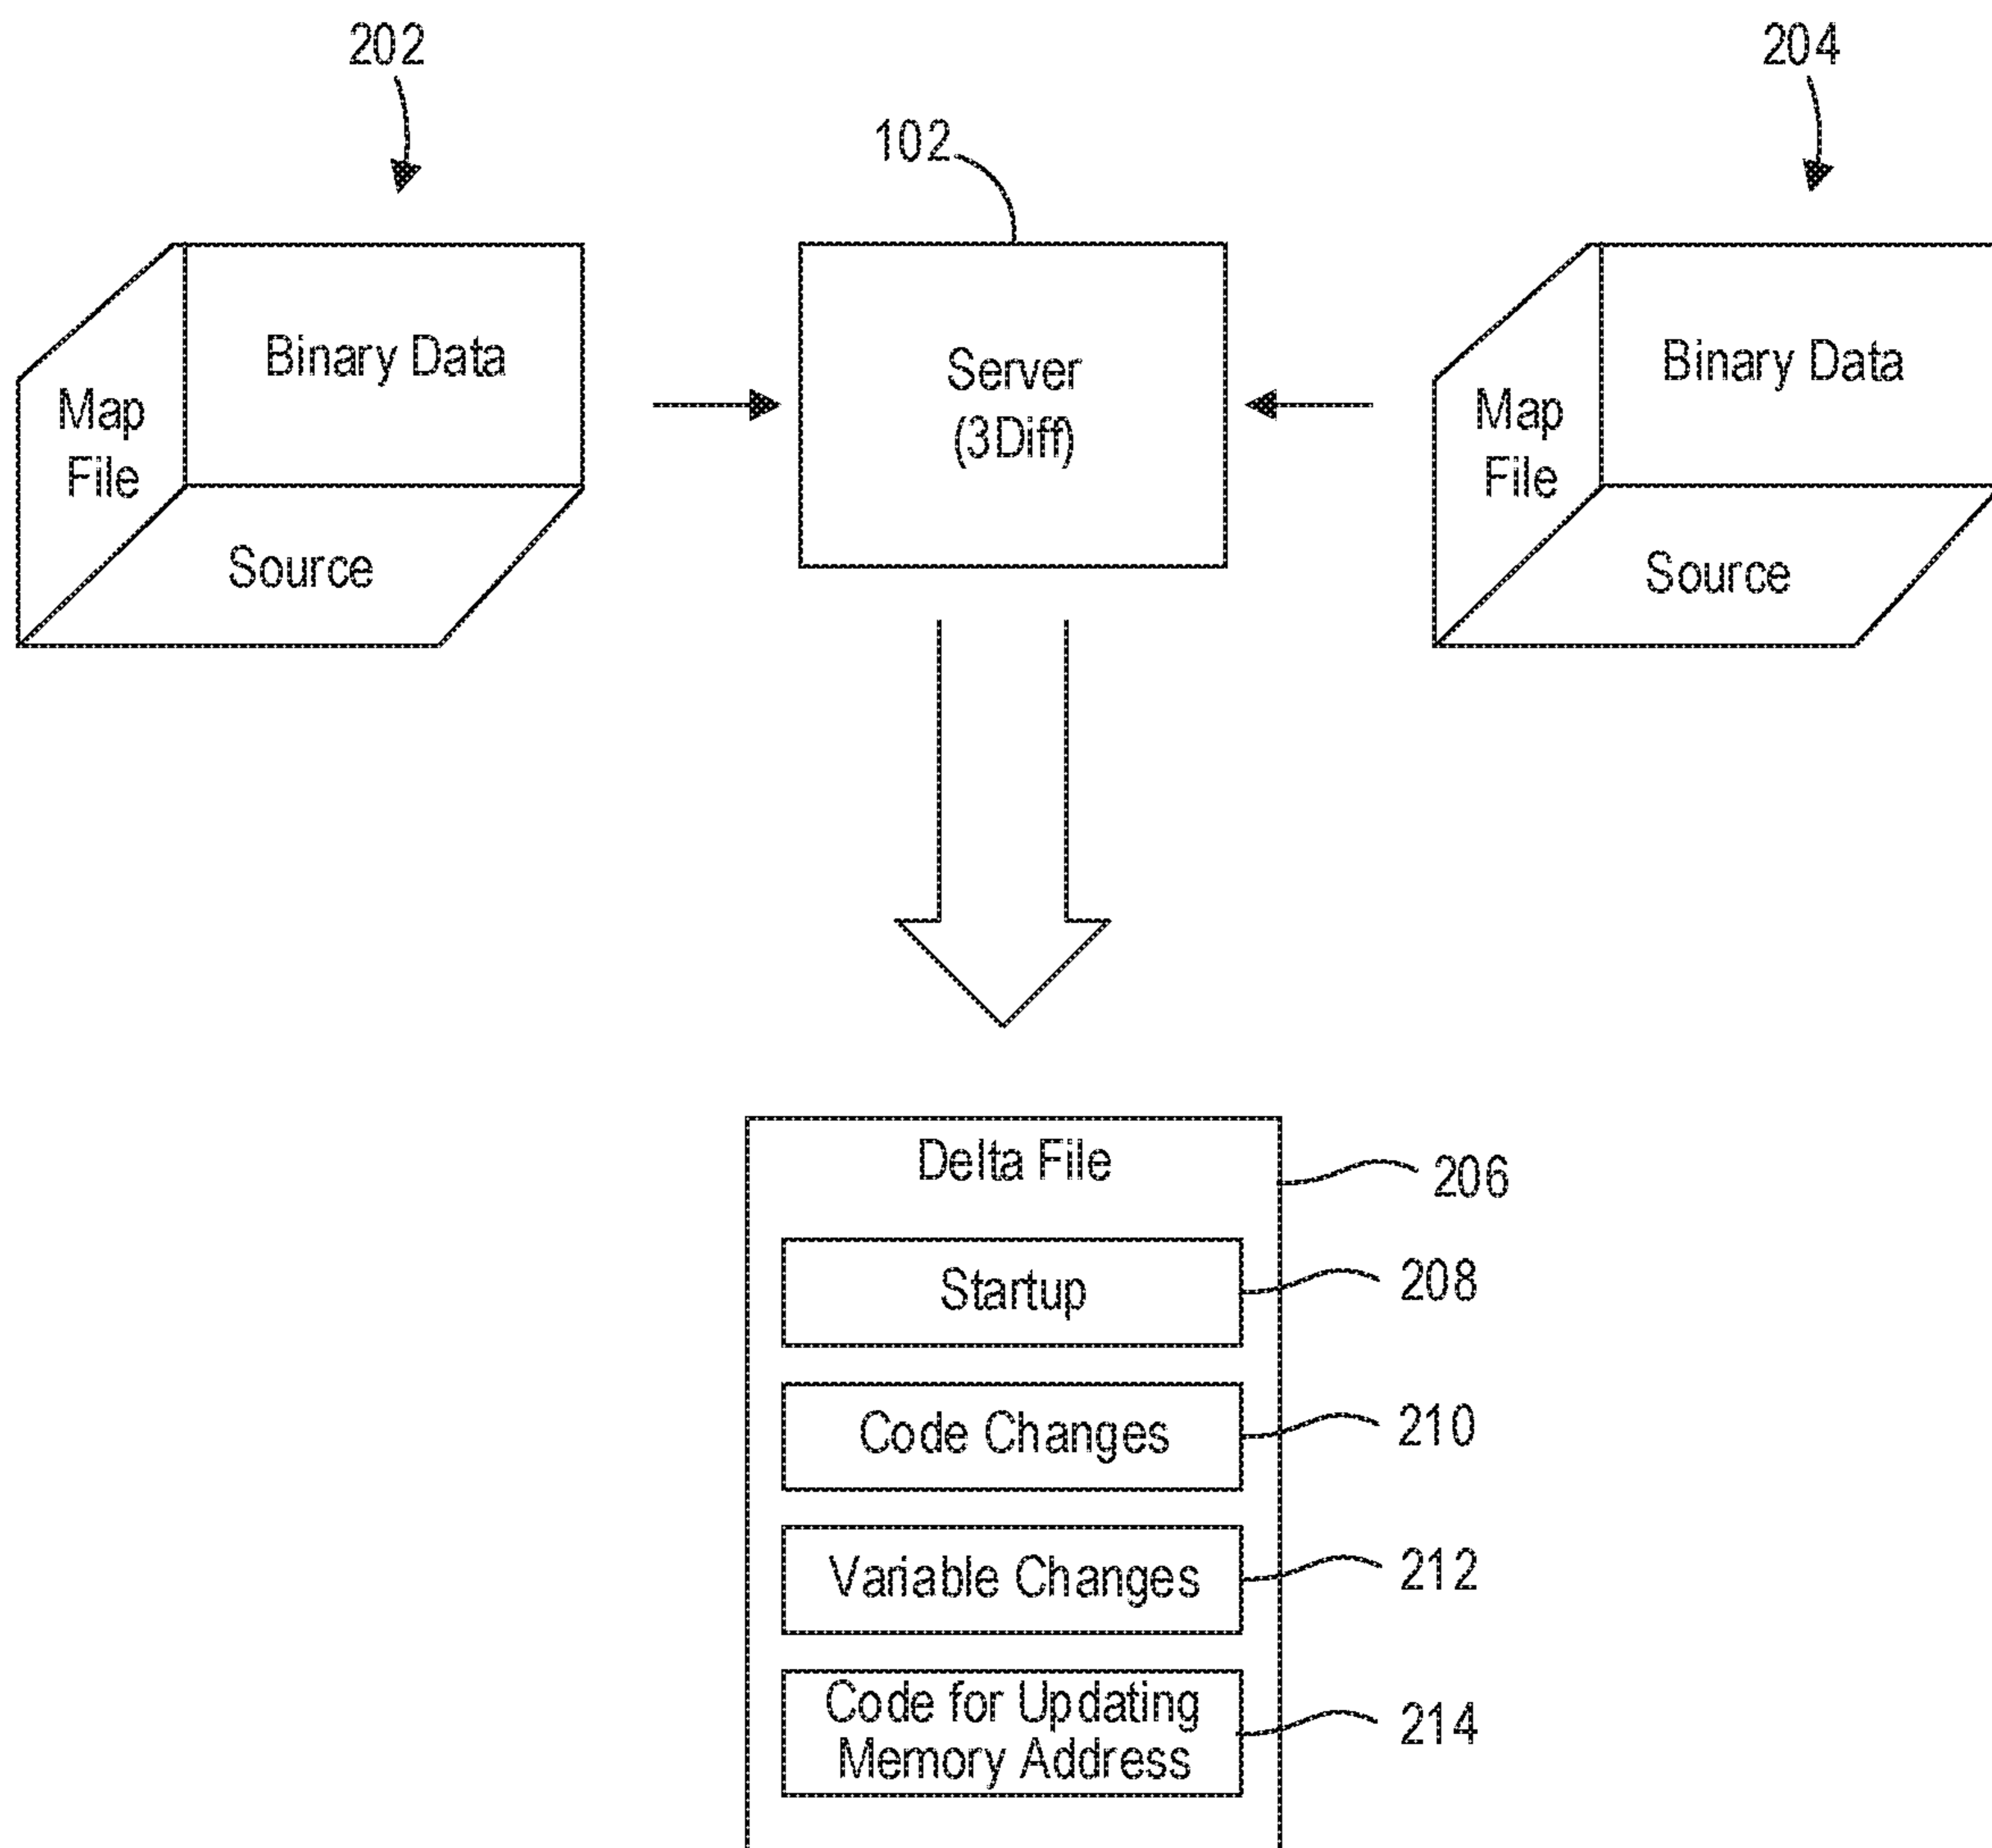 202
204
102
Binary Data
Map
File
Source
Server
(3Diff)
Binary Data
Map
File
Source
Delta File
206
Startup
208
Code Changes
210
Variable Changes
212
Code for Updating
Memory Address
214